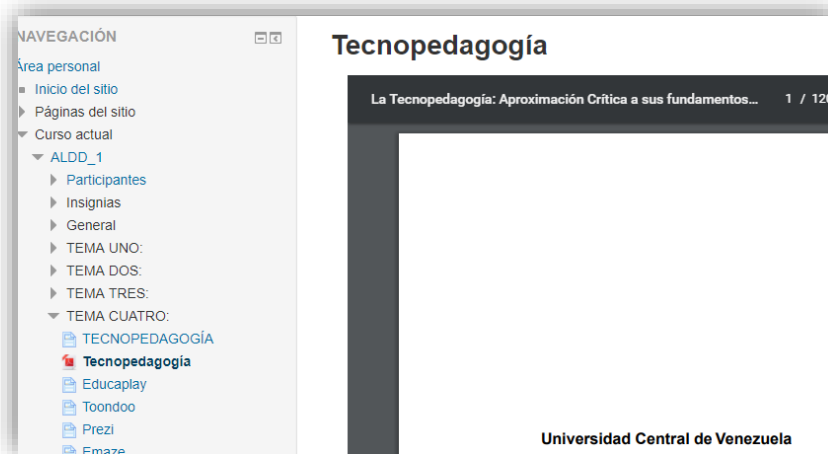 NAVEGACIÓN
Área personal
Inicio del sitio
Páginas del sitio
Curso actual
ALDD_1
Participantes
Insignias
General
TEMA UNO:
TEMA DOS:
TEMA TRES:
TEMA CUATRO:
TECNOPEDAGOGÍA
Tecnopedagogía
Educaplay
Toondoo
Prezi
Emaze
Tecnopedagogía
La Tecnopedagogía: Aproximación Crítica a sus fundamentos... 1 / 120
Universidad Central de Venezuela